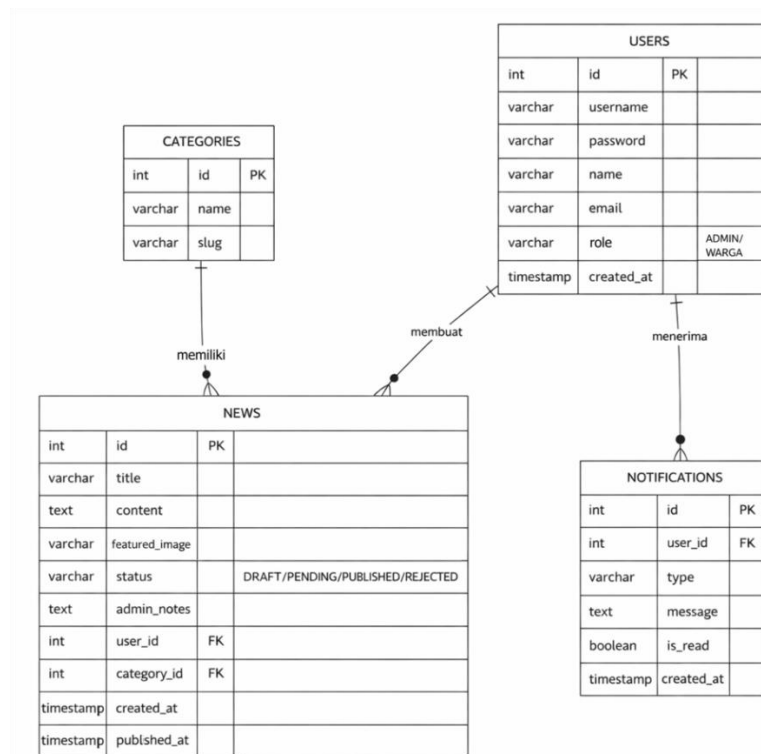 USERS
int id PK
varchar username
varchar password
varchar name
varchar email
varchar role ADMIN/
WARGA
timestamp created_at
CATEGORIES
int id PK
varchar name
varchar slug
memiliki
membuat
menerima
NEWS
int id PK
varchar title
text content
varchar featured_image
varchar status DRAFT/PENDING/PUBLISHED/REJECTED
text admin_notes
int user_id FK
int category_id FK
timestamp created_at
timestamp publshed_at
NOTIFICATIONS
int id PK
int user_id FK
varchar type
text message
boolean is_read
timestamp created_at